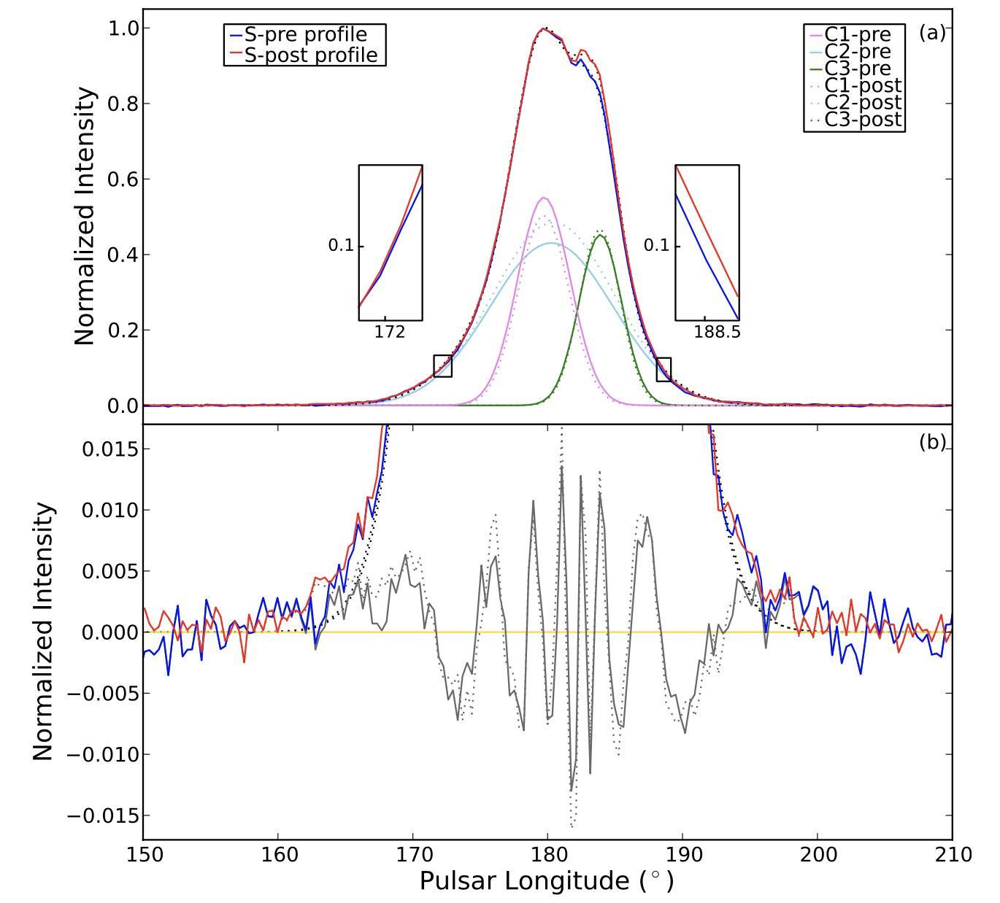 S-pre profile
S-post profile
(a)
C1-pre
C2-pre
C3-pre
C1-post
C2-post
C3-post
Normalized Intensity
1.0
0.8
0.6
0.4
0.2
0.0
0.1
172
0.1
188.5
(b)
Normalized Intensity
0.015
0.010
0.005
0.000
−0.005
−0.010
−0.015
150 160 170 180 190 200 210
Pulsar Longitude (°)